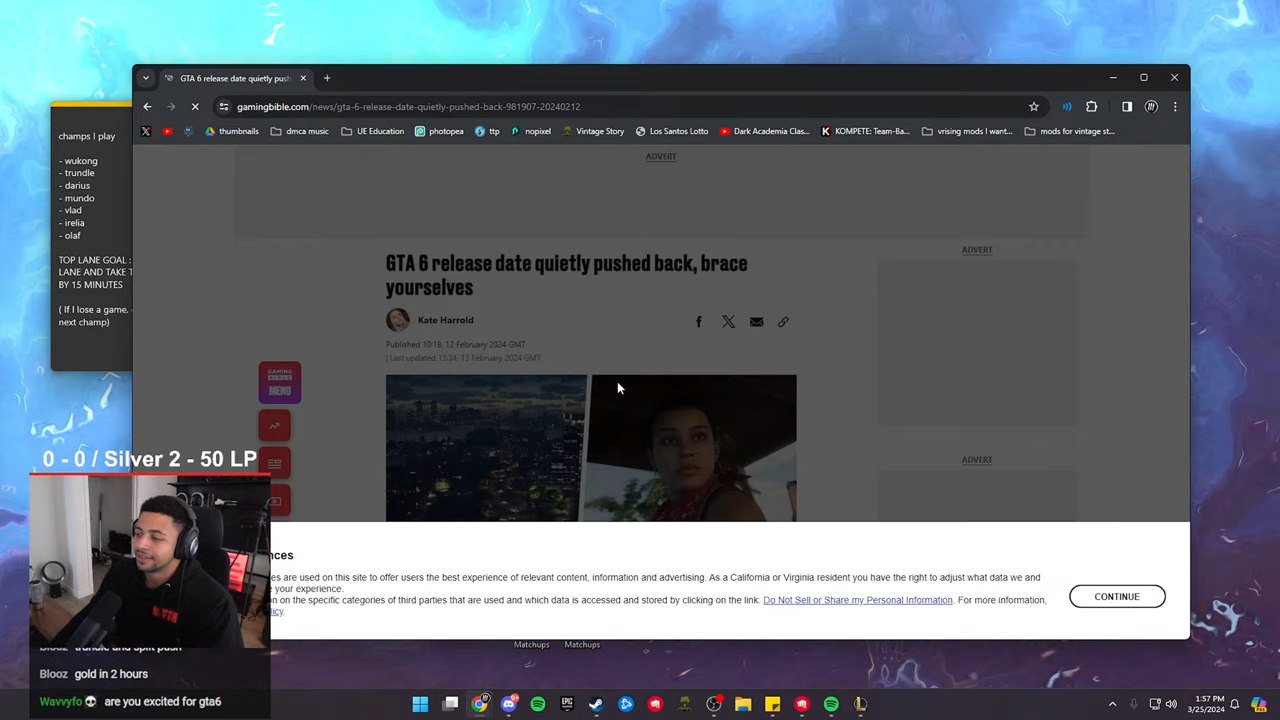 GTA 6 release date quietly push
gamingbible.com/news/gta-6-release-date-quietly-pushed-back-981907-20240212
thumbnails
dmca music
UE Education
photopea
ttp
nopixel
Vintage Story
Los Santos Lotto
Dark Academia Clas...
KOMPETE: Team-Ba...
vrising mods I want...
mods for vintage st...
champs I play
- wukong
- trundle
- darius
- mundo
- vlad
- irelia
- olaf
TOP LANE GOAL :
LANE AND TAKE T
BY 15 MINUTES
( If I lose a game,
next champ)
ADVERT
GTA 6 release date quietly pushed back, brace
yourselves
Kate Harrold
Published 10:18, 12 February 2024 GMT
| Last updated 13:34, 13 February 2024 GMT
ADVERT
ADVERT
GAMING
BIBLE
MENU
0 - 0 / Silver 2 - 50 LP
nces
es are used on this site to offer users the best experience of relevant content, information and advertising. As a California or Virginia resident you have the right to adjust what data we and
e your experience.
on on the specific categories of third parties that are used and which data is accessed and stored by clicking on the link: Do Not Sell or Share my Personal Information. For more information,
licy.
CONTINUE
Matchups
Matchups
Blooz trundle and split push
Blooz gold in 2 hours
Wavvyfo are you excited for gta6
EPIC
1:57 PM
3/25/2024